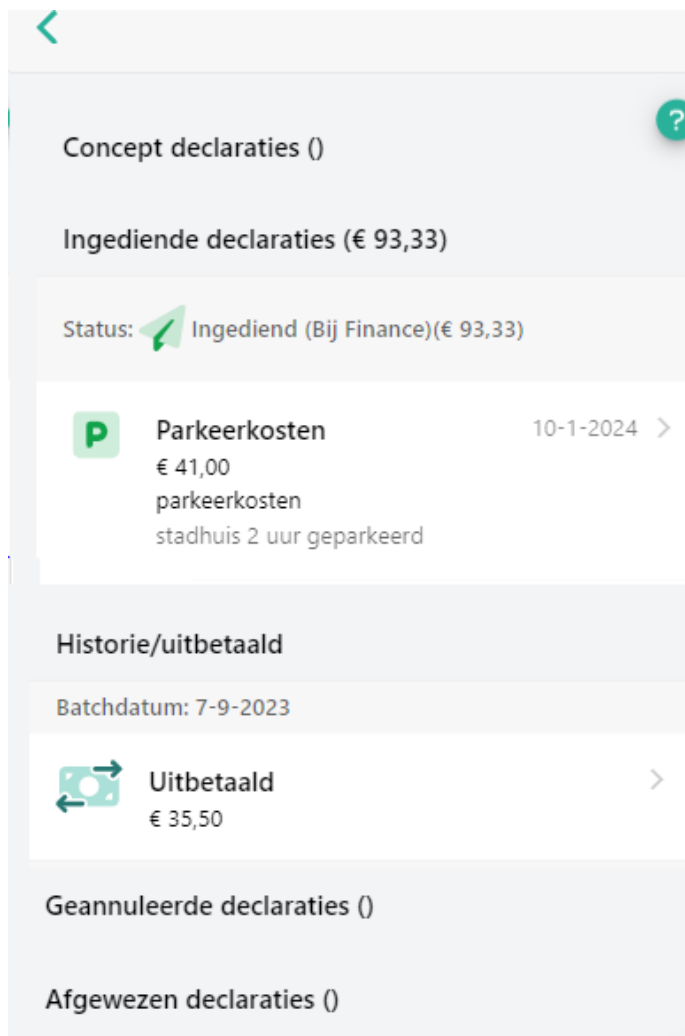 ?
Concept declaraties ()
Ingediende declaraties (€ 93,33)
Status: Ingediend (Bij Finance)(€ 93,33)
P
Parkeerkosten 10-1-2024
€ 41,00
parkeerkosten
stadhuis 2 uur geparkeerd
Historie/uitbetaald
Batchdatum: 7-9-2023
Uitbetaald
€ 35,50
Geannuleerde declaraties ()
Afgewezen declaraties ()